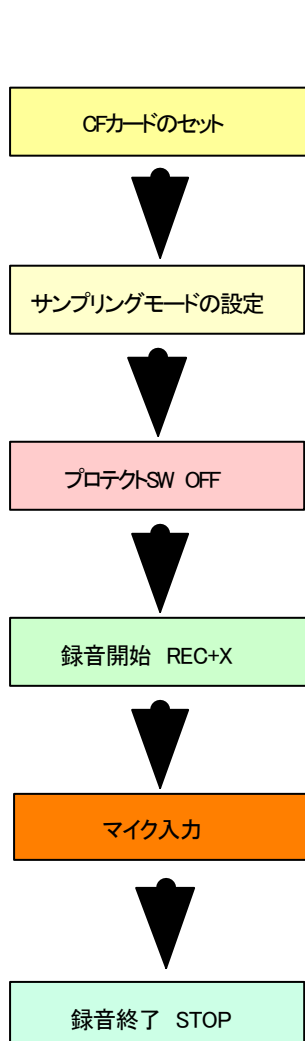 CFカードのセット
サンプリングモードの設定
プロテクトSW OFF
録音開始 REC+X
マイク入力
録音終了 STOP